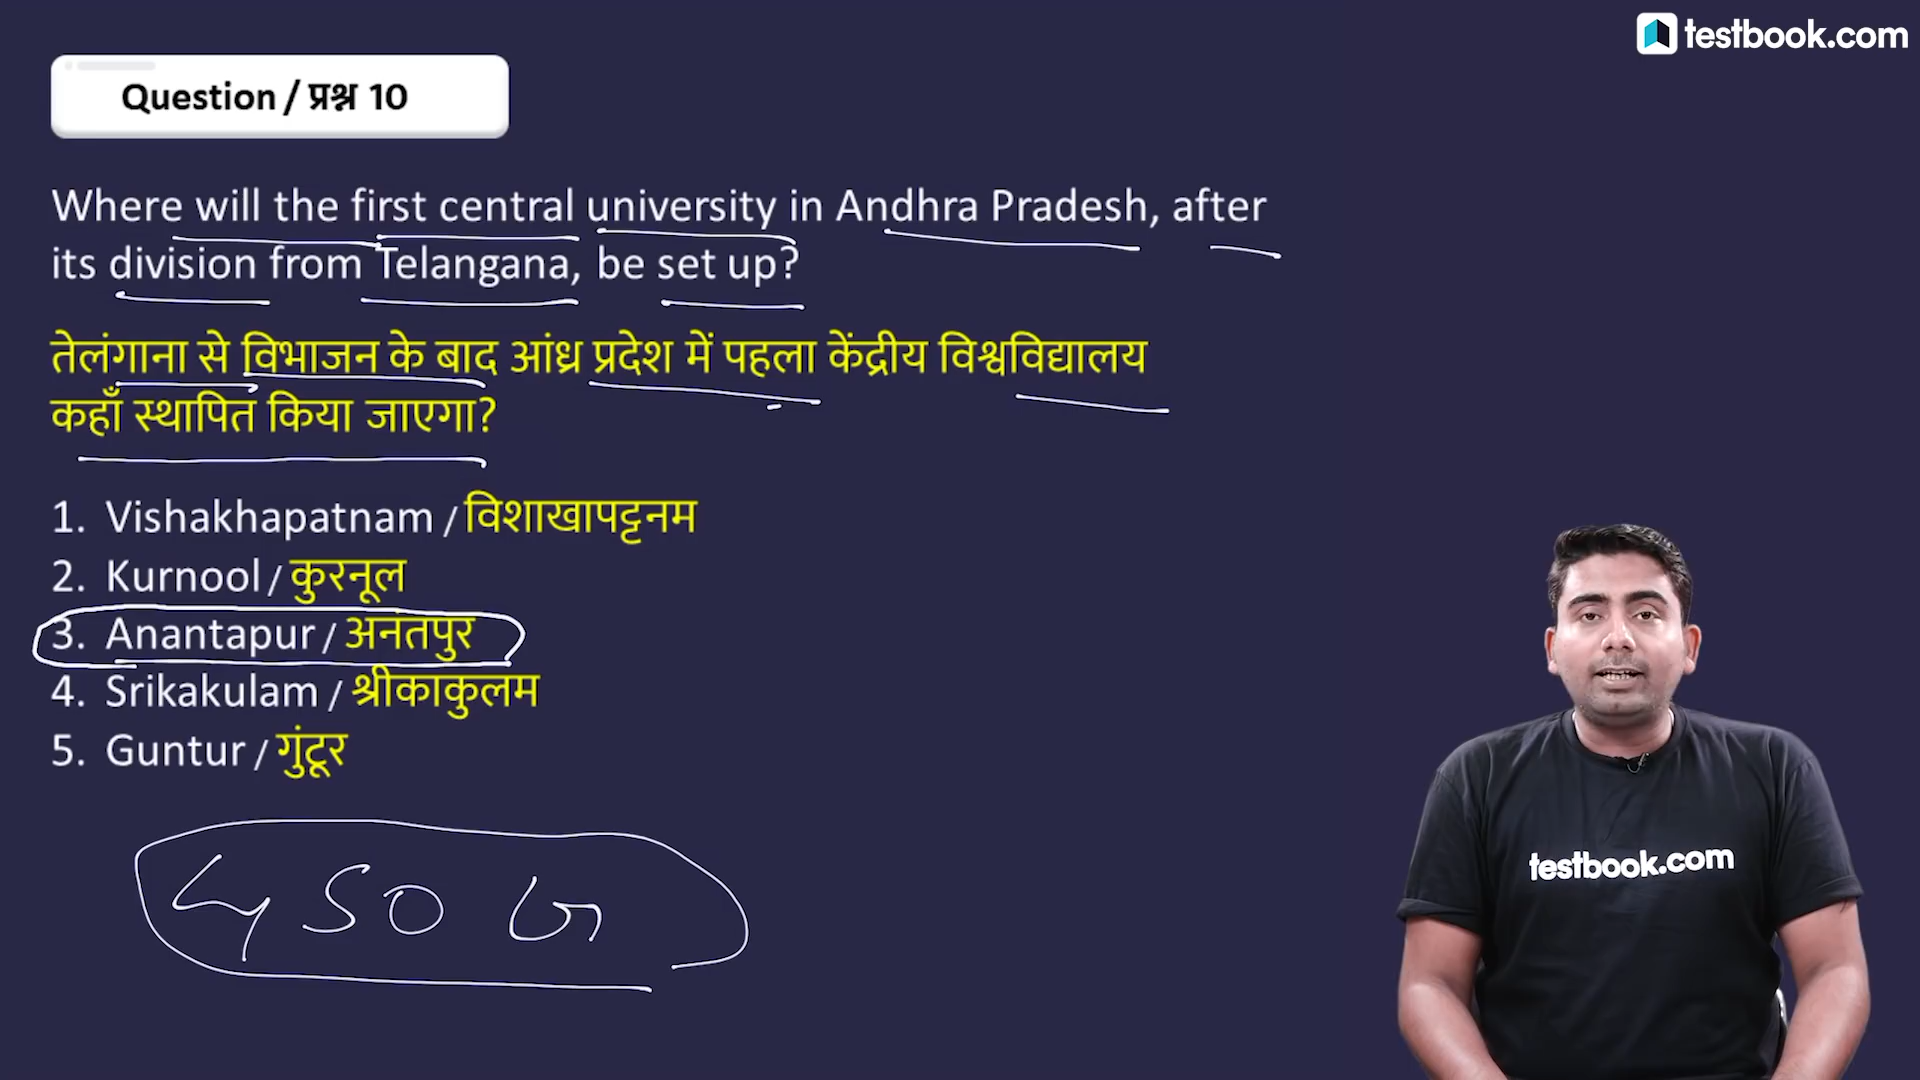 testbook.com
Question / प्रश्न 10
Where will the first central university in Andhra Pradesh, after
its division from Telangana, be set up?
तेलंगाना से विभाजन के बाद आंध्र प्रदेश में पहला केंद्रीय विश्वविद्यालय
कहाँ स्थापित किया जाएगा?
1. Vishakhapatnam / विशाखापट्टनम
2. Kurnool / कुरनूल
3. Anantapur / अनंतपुर
4. Srikakulam / श्रीकाकुलम
5. Guntur / गुंटूर
450
testbook.com